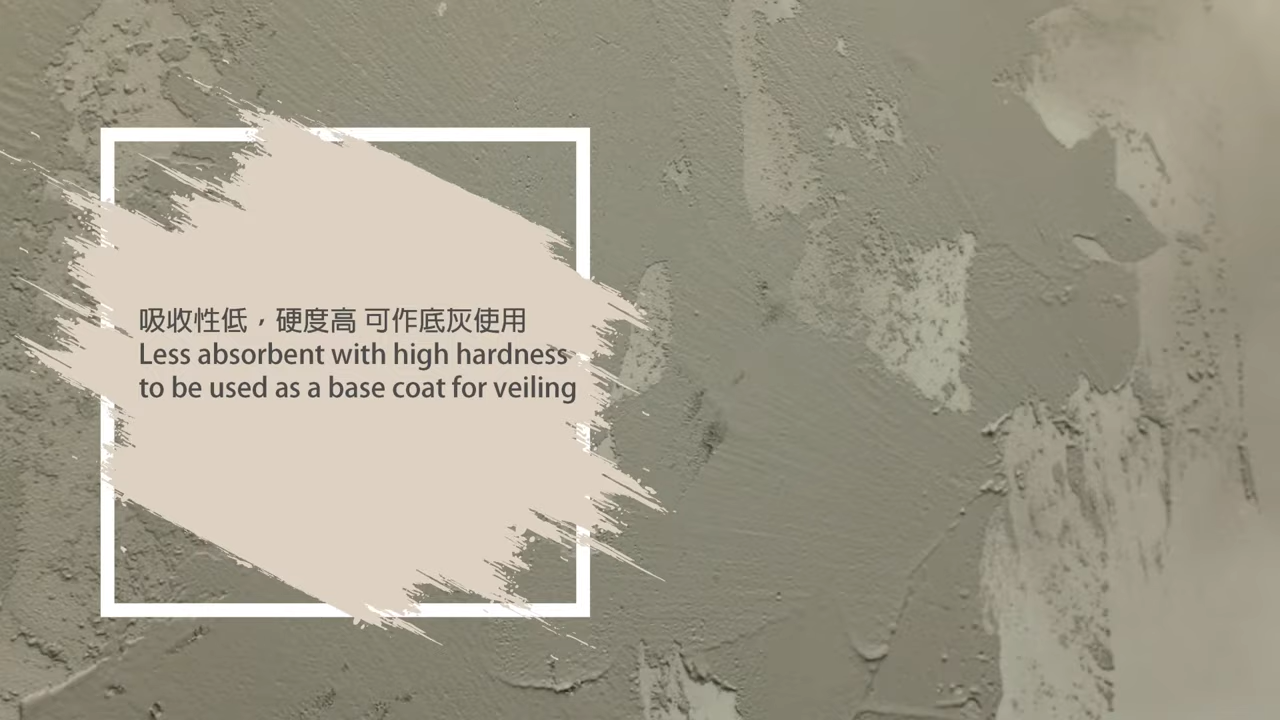 吸收性低，硬度高 可作底灰使用
Less absorbent with high hardness
to be used as a base coat for veiling